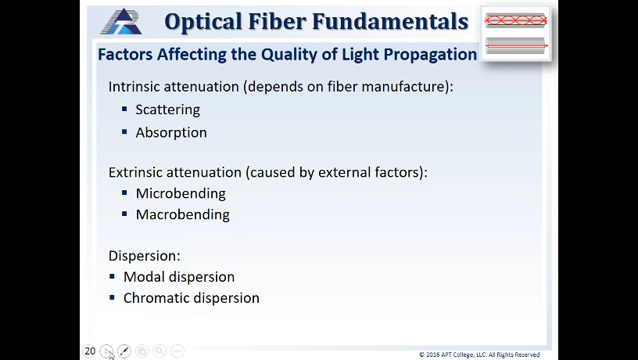 Optical Fiber Fundamentals
Factors Affecting the Quality of Light Propagation
Intrinsic attenuation (depends on fiber manufacture):
Scattering
Absorption
Extrinsic attenuation (caused by external factors):
Microbending
Macrobending
Dispersion:
Modal dispersion
Chromatic dispersion
20
© 2016 APT College, LLC. All Rights Reserved